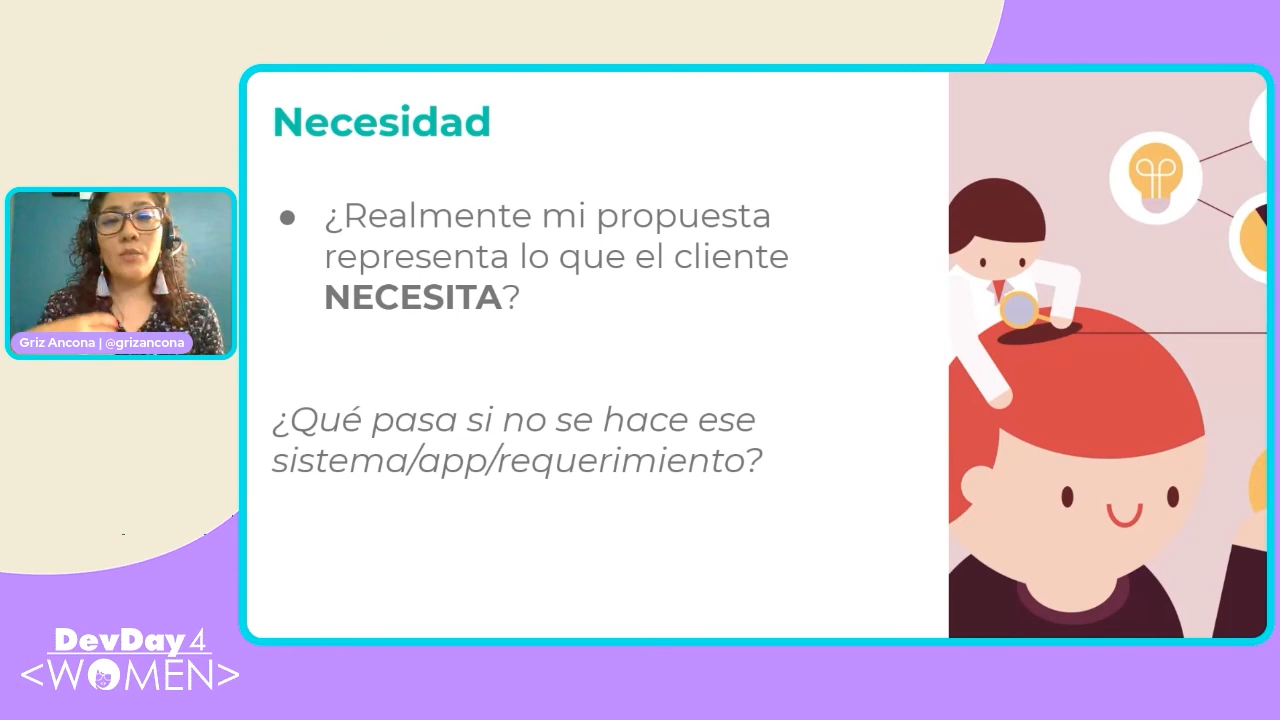 Necesidad
● ¿Realmente mi propuesta
representa lo que el cliente
NECESITA?
¿Qué pasa si no se hace ese
sistema/app/requerimiento?
Griz Ancona | @grizancona
DevDay 4
<WOMEN>